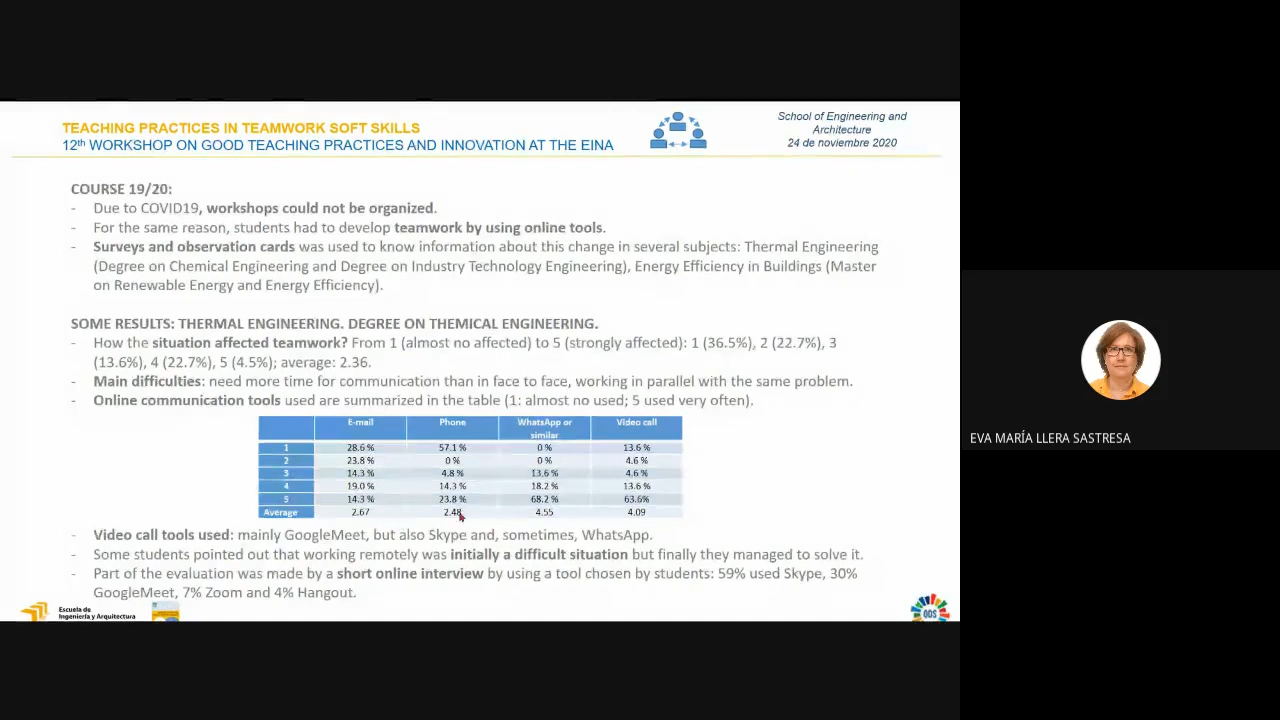 TEACHING PRACTICES IN TEAMWORK SOFT SKILLS
12th WORKSHOP ON GOOD TEACHING PRACTICES AND INNOVATION AT THE EINA
School of Engineering and
Architecture
24 de noviembre 2020
COURSE 19/20:
- Due to COVID19, workshops could not be organized.
- For the same reason, students had to develop teamwork by using online tools.
- Surveys and observation cards was used to know information about this change in several subjects: Thermal Engineering
(Degree on Chemical Engineering and Degree on Industry Technology Engineering), Energy Efficiency in Buildings (Master
on Renewable Energy and Energy Efficiency).
SOME RESULTS: THERMAL ENGINEERING. DEGREE ON THEMICAL ENGINEERING.
- How the situation affected teamwork? From 1 (almost no affected) to 5 (strongly affected): 1 (36.5%), 2 (22.7%), 3
(13.6%), 4 (22.7%), 5 (4.5%); average: 2.36.
- Main difficulties: need more time for communication than in face to face, working in parallel with the same problem.
- Online communication tools used are summarized in the table (1: almost no used; 5 used very often).
E-mail Phone WhatsApp or similar Video call
1 28.6 % 57.1 % 0 % 13.6 %
2 23.8 % 0 % 0 % 4.6 %
3 14.3 % 4.8 % 13.6 % 4.6 %
4 19.0 % 14.3 % 18.2 % 13.6 %
5 14.3 % 23.8 % 68.2 % 63.6%
Average 2.67 2.48 4.55 4.09
- Video call tools used: mainly GoogleMeet, but also Skype and, sometimes, WhatsApp.
- Some students pointed out that working remotely was initially a difficult situation but finally they managed to solve it.
- Part of the evaluation was made by a short online interview by using a tool chosen by students: 59% used Skype, 30%
GoogleMeet, 7% Zoom and 4% Hangout.
Escuela de
Ingeniería y Arquitectura
ODS
EVA MARÍA LLERA SASTRESA